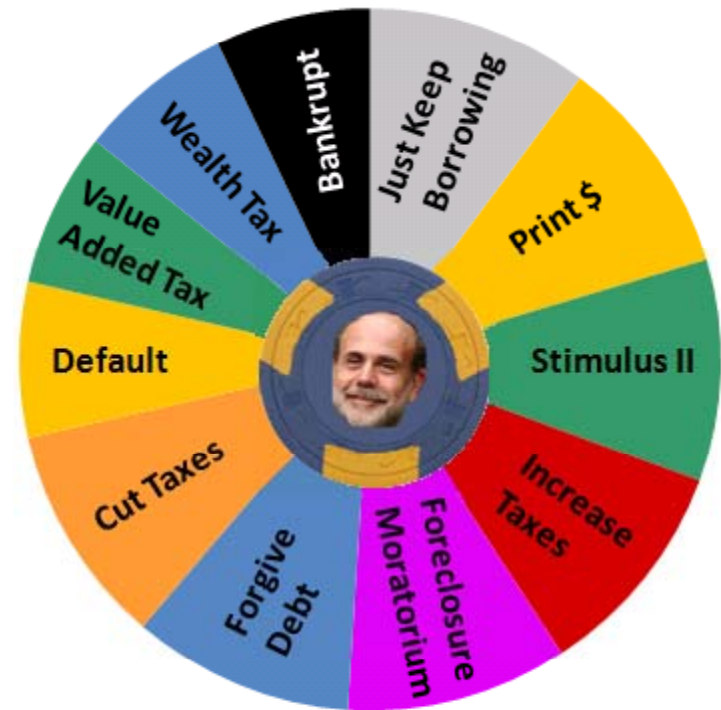 Just Keep
Borrowing
Print $
Stimulus II
Increase
Taxes
Foreclosure
Moratorium
Forgive
Debt
Cut Taxes
Default
Value
Added Tax
Wealth Tax
Bankrupt